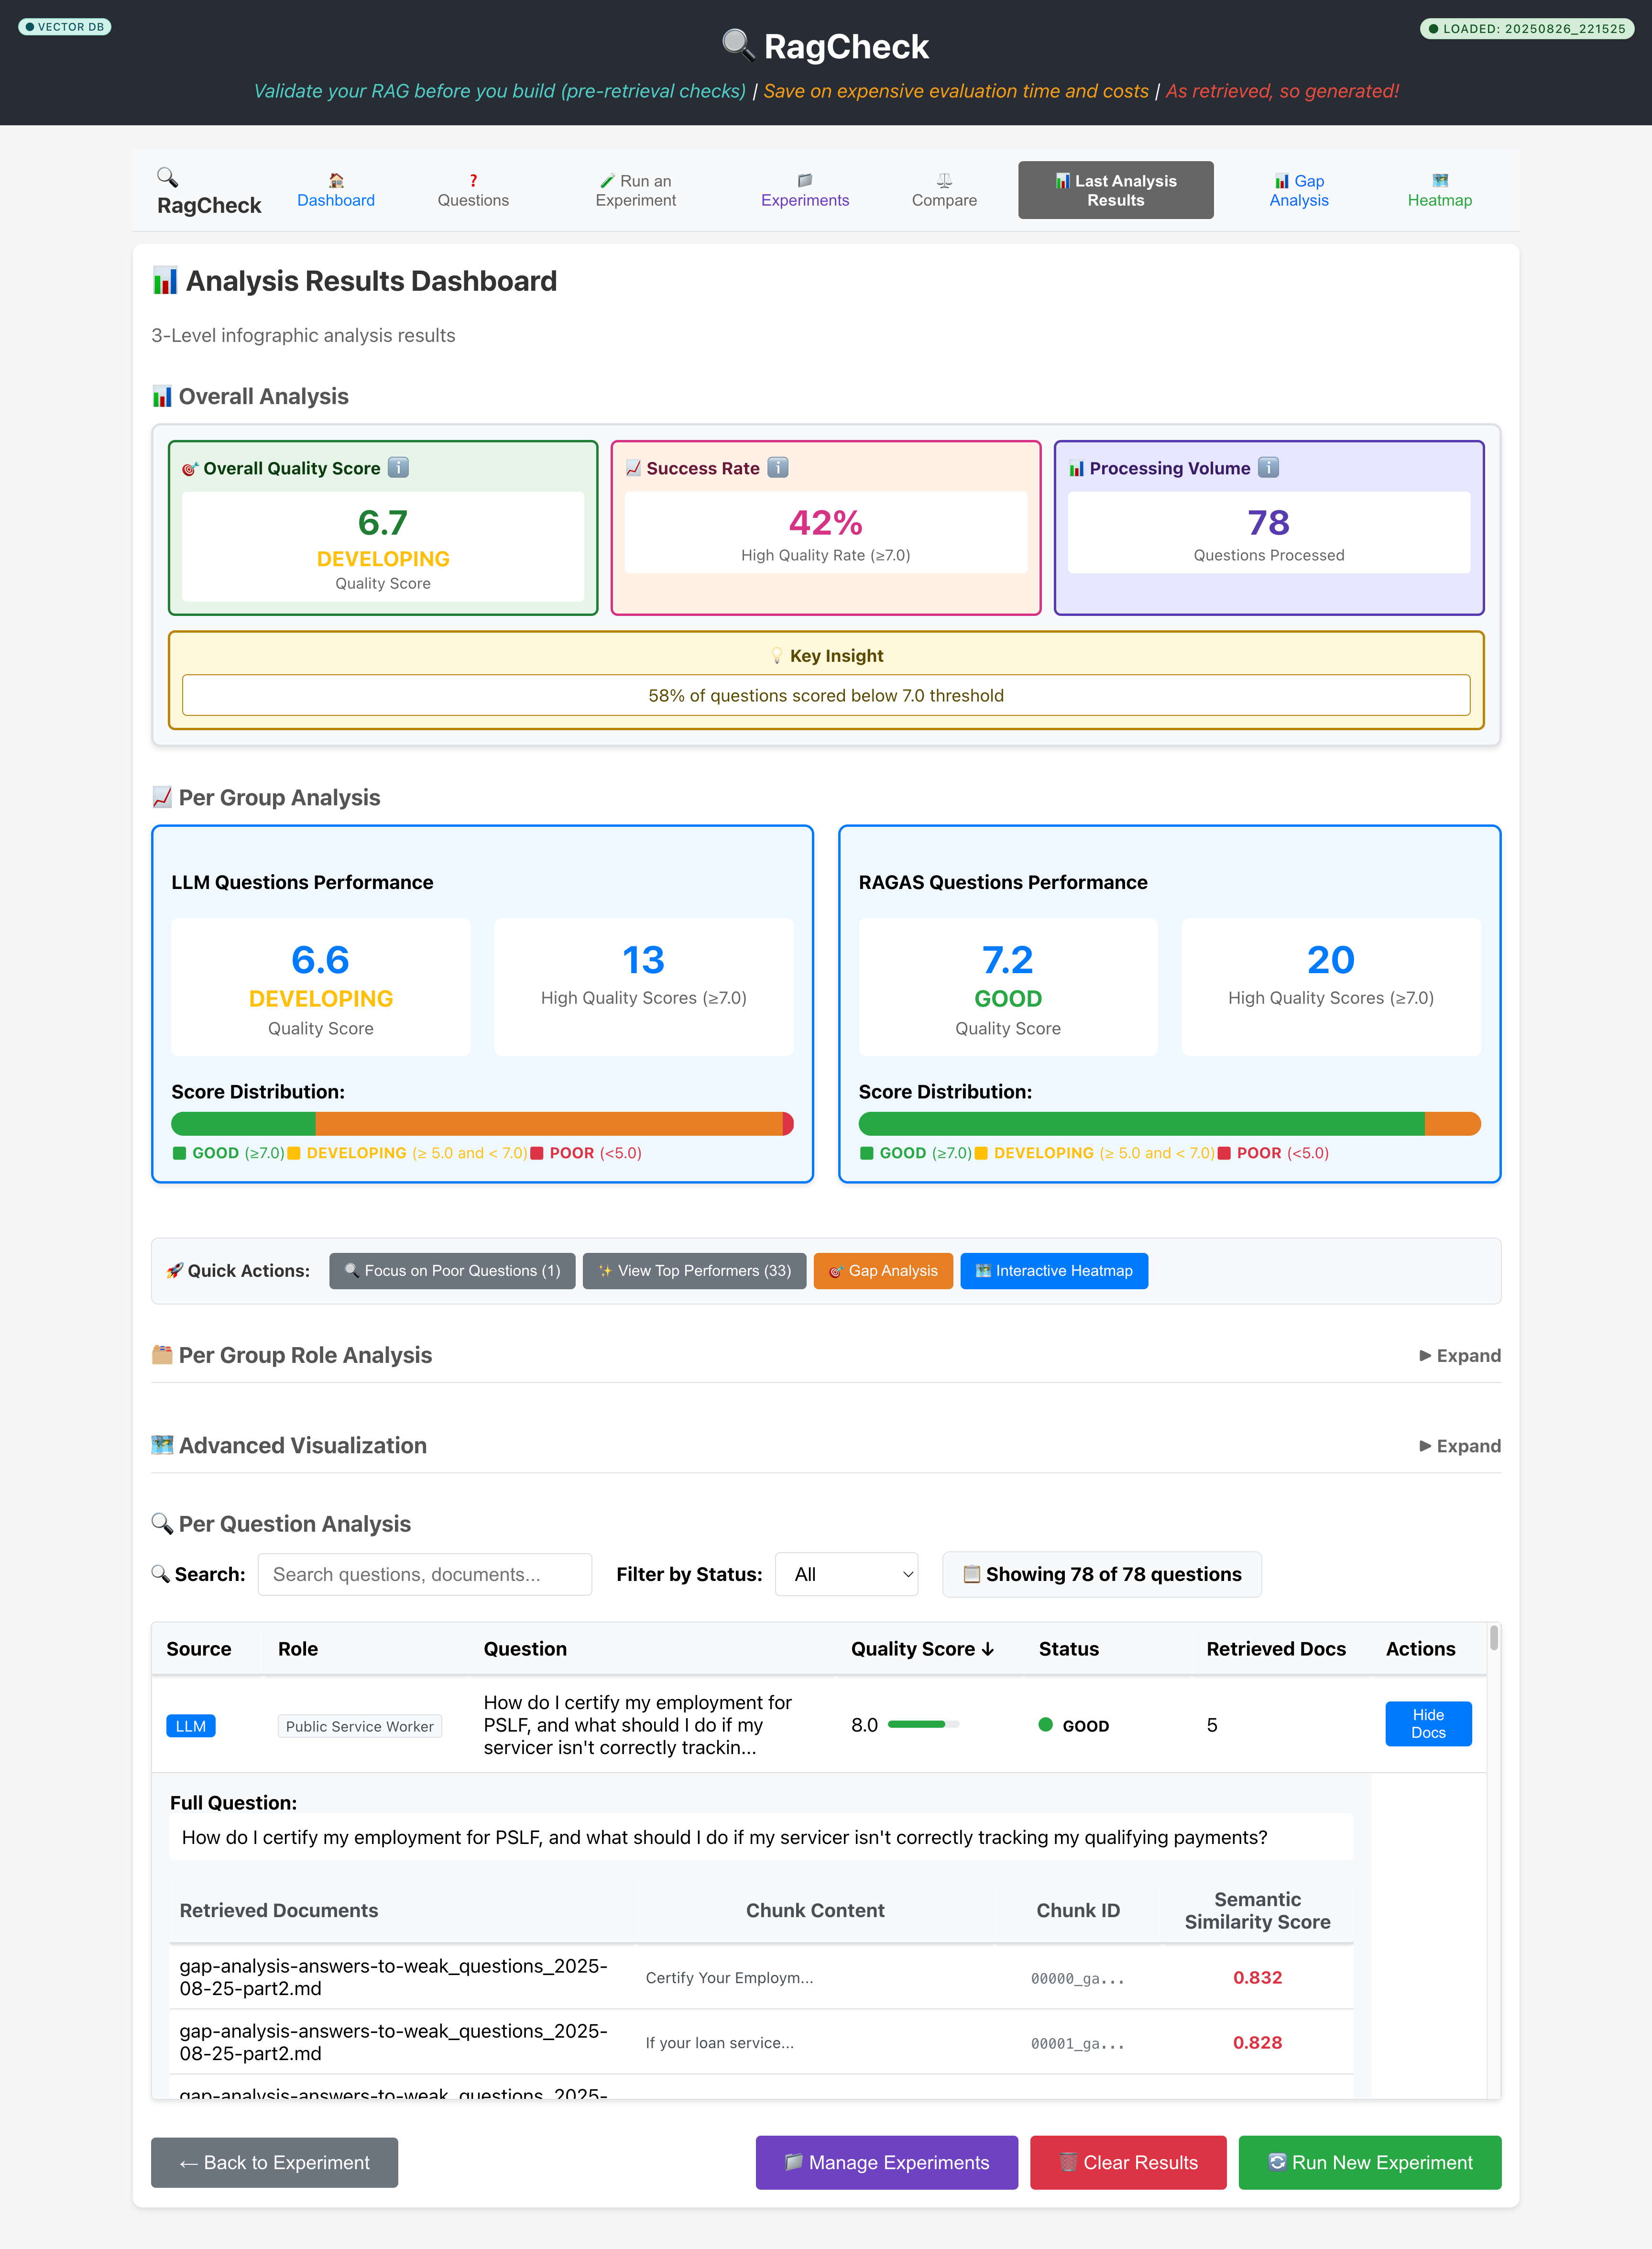 VECTOR DB
LOADED: 20250826_221525
RagCheck
Validate your RAG before you build (pre-retrieval checks) | Save on expensive evaluation time and costs | As retrieved, so generated!
RagCheck
Dashboard
? Questions
Run an Experiment
Experiments
Compare
Last Analysis Results
Gap Analysis
Heatmap
Analysis Results Dashboard
3-Level infographic analysis results
Overall Analysis
Overall Quality Score i
6.7
DEVELOPING
Quality Score
Success Rate i
42%
High Quality Rate (≥7.0)
Processing Volume i
78
Questions Processed
Key Insight
58% of questions scored below 7.0 threshold
Per Group Analysis
LLM Questions Performance
6.6
DEVELOPING
Quality Score
13
High Quality Scores (≥7.0)
Score Distribution:
GOOD (≥7.0) DEVELOPING (≥ 5.0 and < 7.0) POOR (<5.0)
RAGAS Questions Performance
7.2
GOOD
Quality Score
20
High Quality Scores (≥7.0)
Score Distribution:
GOOD (≥7.0) DEVELOPING (≥ 5.0 and < 7.0) POOR (<5.0)
Quick Actions: Focus on Poor Questions (1) View Top Performers (33) Gap Analysis Interactive Heatmap
Per Group Role Analysis ▶ Expand
Advanced Visualization ▶ Expand
Per Question Analysis
Search: Search questions, documents... Filter by Status: All Showing 78 of 78 questions
Source Role Question Quality Score ↓ Status Retrieved Docs Actions
LLM
Public Service Worker
How do I certify my employment for
PSLF, and what should I do if my
servicer isn't correctly trackin...
8.0
GOOD
5
Hide
Docs
Full Question:
How do I certify my employment for PSLF, and what should I do if my servicer isn't correctly tracking my qualifying payments?
Retrieved Documents Chunk Content Chunk ID Semantic Similarity Score
gap-analysis-answers-to-weak_questions_2025-
08-25-part2.md
Certify Your Employm...
00000_ga...
0.832
gap-analysis-answers-to-weak_questions_2025-
08-25-part2.md
If your loan service...
00001_ga...
0.828
gap-analysis-answers-to-weak_questions_2025-
← Back to Experiment
Manage Experiments
Clear Results
Run New Experiment